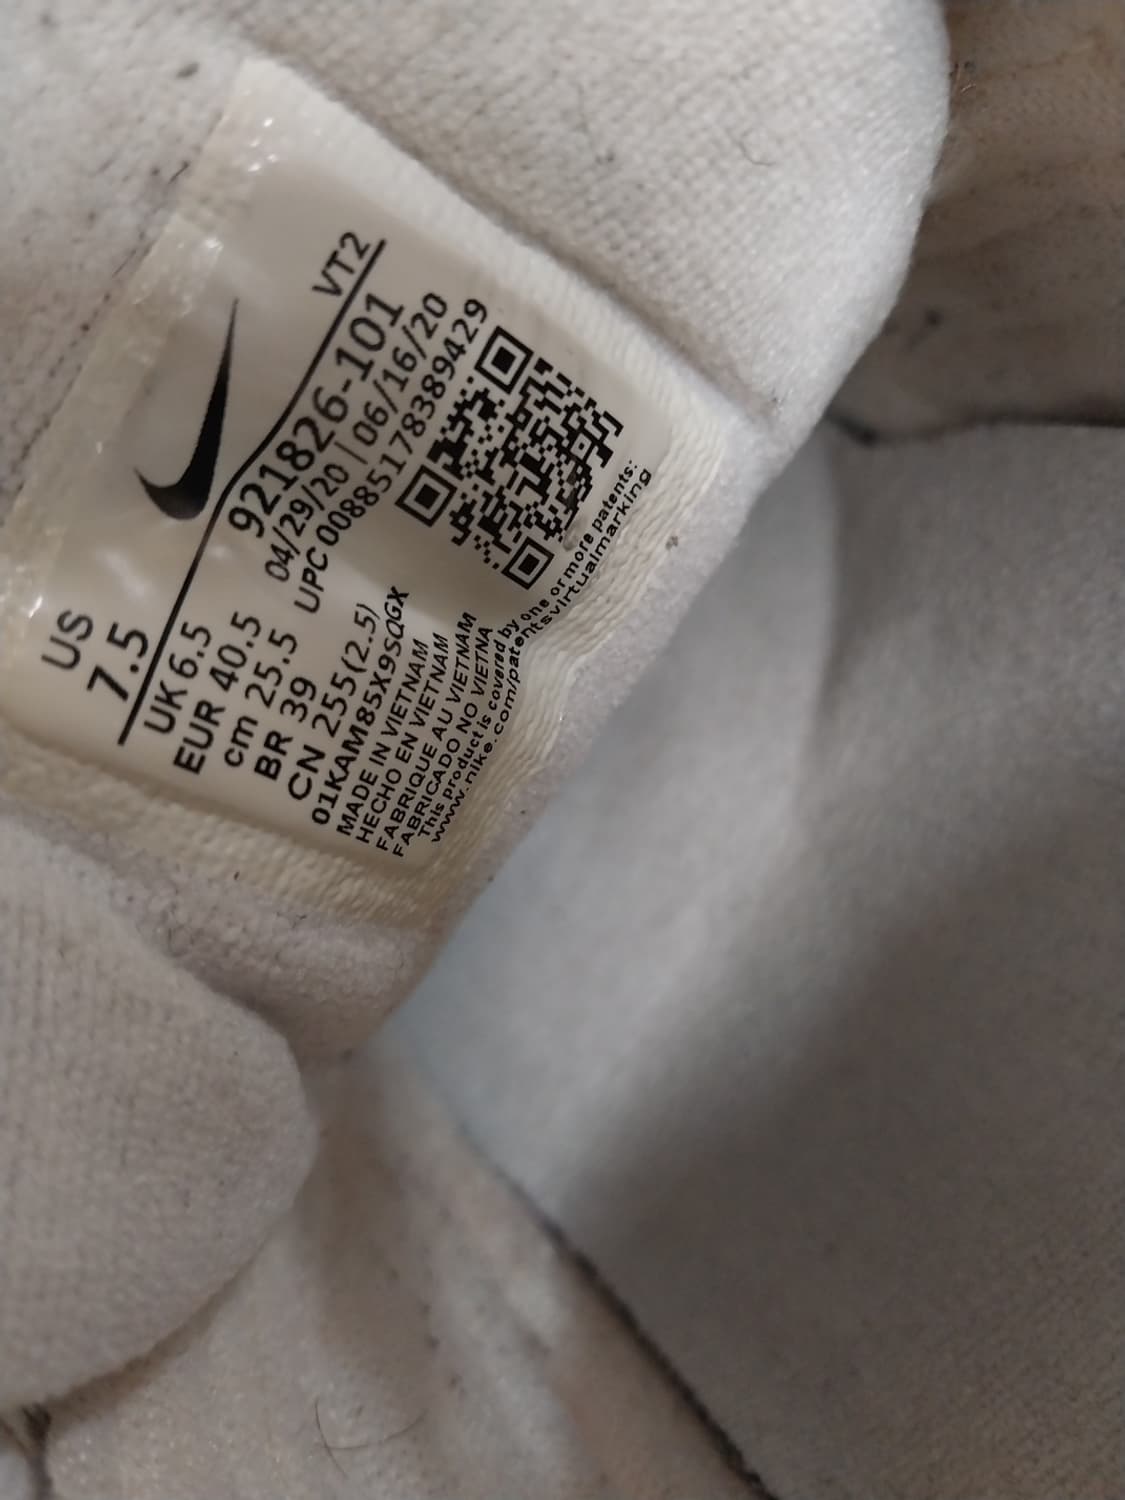 VT2
US
7.5
921826-101
04/29/20 | 06/16/20
UPC 00885178389429
UK 6.5
EUR 40.5
cm 25.5
BR 39
CN 255(2.5)
01KAM85X9SQGX
MADE IN VIETNAM
HECHO EN VIETNAM
FABRIQUE AU VIETNAM
FABRICADO NO VIETNA
This product is covered by one or more patents:
www.nike.com/patentsvirtualmarking